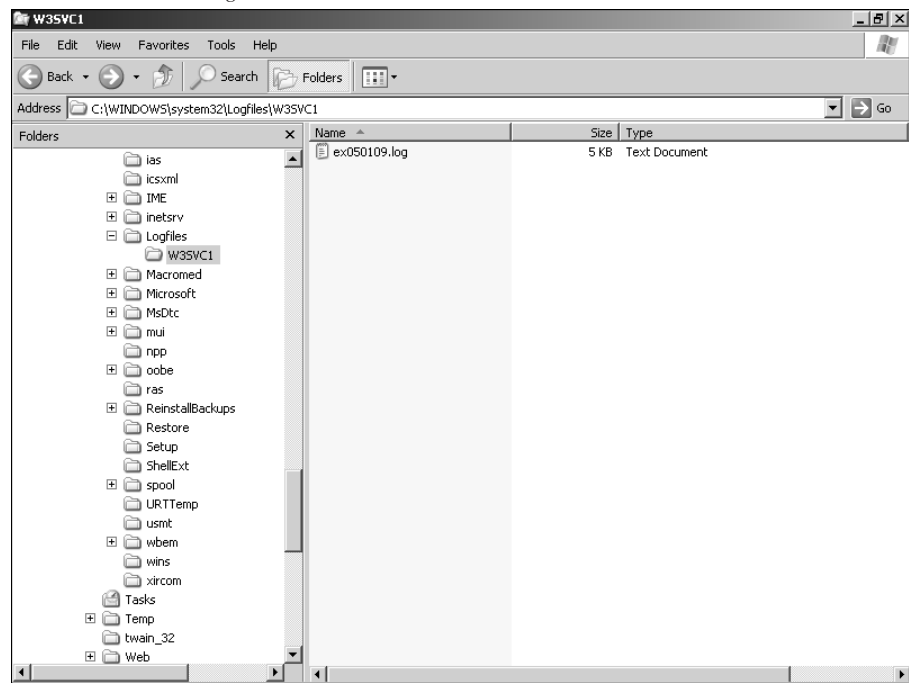 W3SVC1
File Edit View Favorites Tools Help
Back Search Folders
Address C:\WINDOWS\system32\Logfiles\W3SVC1 Go
Folders Name Size Type
ex050109.log 5 KB Text Document
ias
icsxml
IME
inetsrv
Logfiles
W3SVC1
Macromed
Microsoft
MsDtc
mui
npp
oobe
ras
ReinstallBackups
Restore
Setup
ShellExt
spool
URTTemp
usmt
wbem
wins
xircom
Tasks
Temp
twain_32
Web